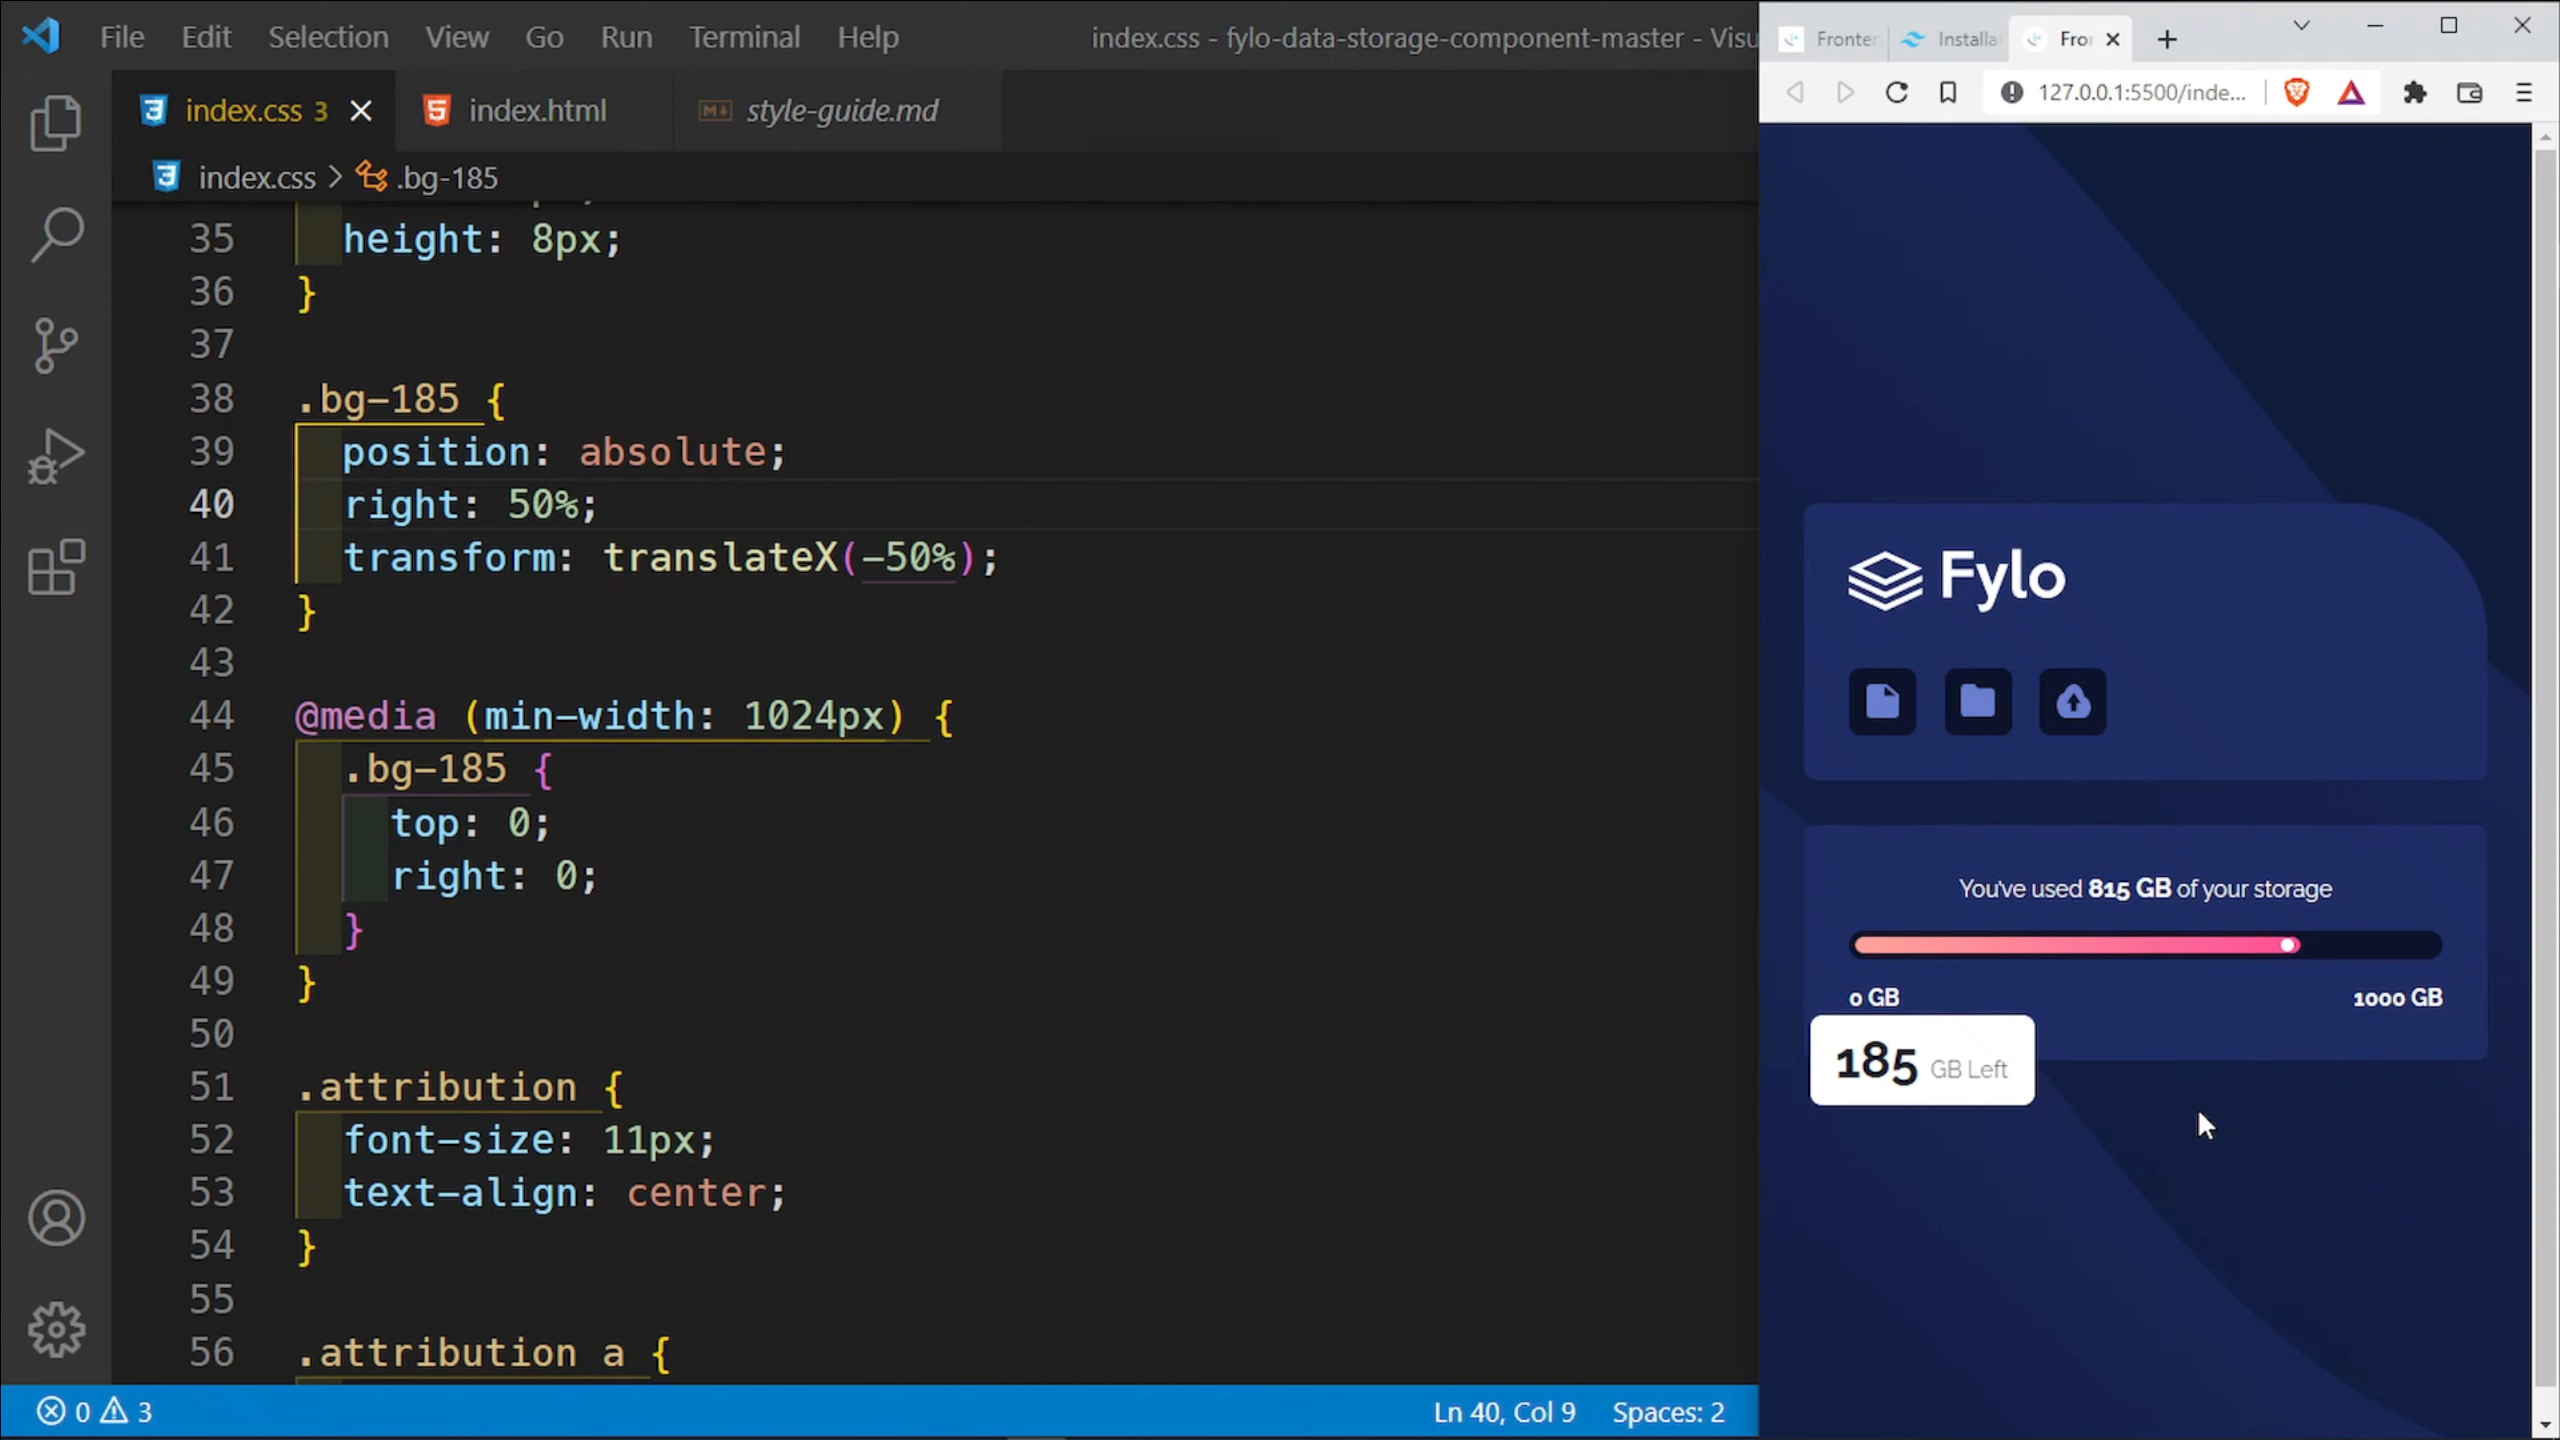 File Edit Selection View Go Run Terminal Help index.css - fylo-data-storage-component-master - Visu
index.css 3 index.html style-guide.md
index.css > .bg-185
35 height: 8px;
36 }
37
38 .bg-185 {
39 position: absolute;
40 right: 50%;
41 transform: translateX(-50%);
42 }
43
44 @media (min-width: 1024px) {
45 .bg-185 {
46 top: 0;
47 right: 0;
48 }
49 }
50
51 .attribution {
52 font-size: 11px;
53 text-align: center;
54 }
55
56 .attribution a {
0 3 Ln 40, Col 9 Spaces: 2
Fronte Installa Fro
127.0.0.1:5500/inde...
Fylo
You've used 815 GB of your storage
0 GB 1000 GB
185 GB Left